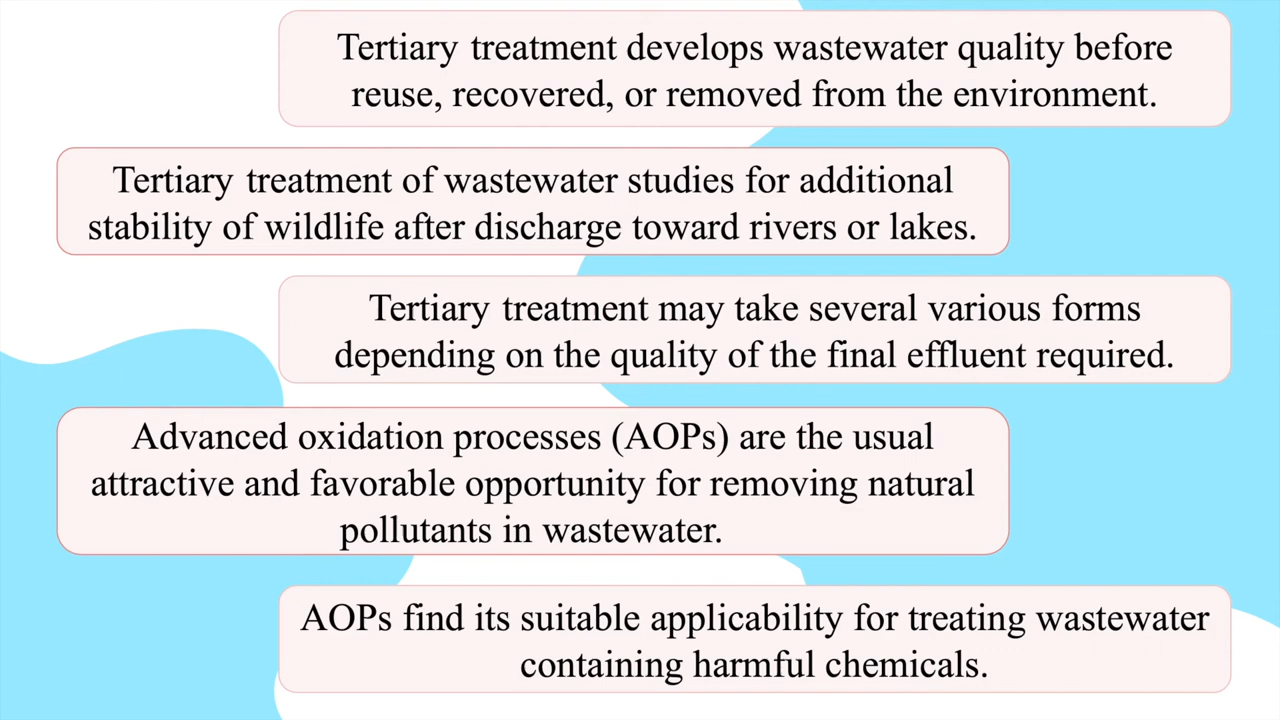 Tertiary treatment develops wastewater quality before
reuse, recovered, or removed from the environment.
Tertiary treatment of wastewater studies for additional
stability of wildlife after discharge toward rivers or lakes.
Tertiary treatment may take several various forms
depending on the quality of the final effluent required.
Advanced oxidation processes (AOPs) are the usual
attractive and favorable opportunity for removing natural
pollutants in wastewater.
AOPs find its suitable applicability for treating wastewater
containing harmful chemicals.